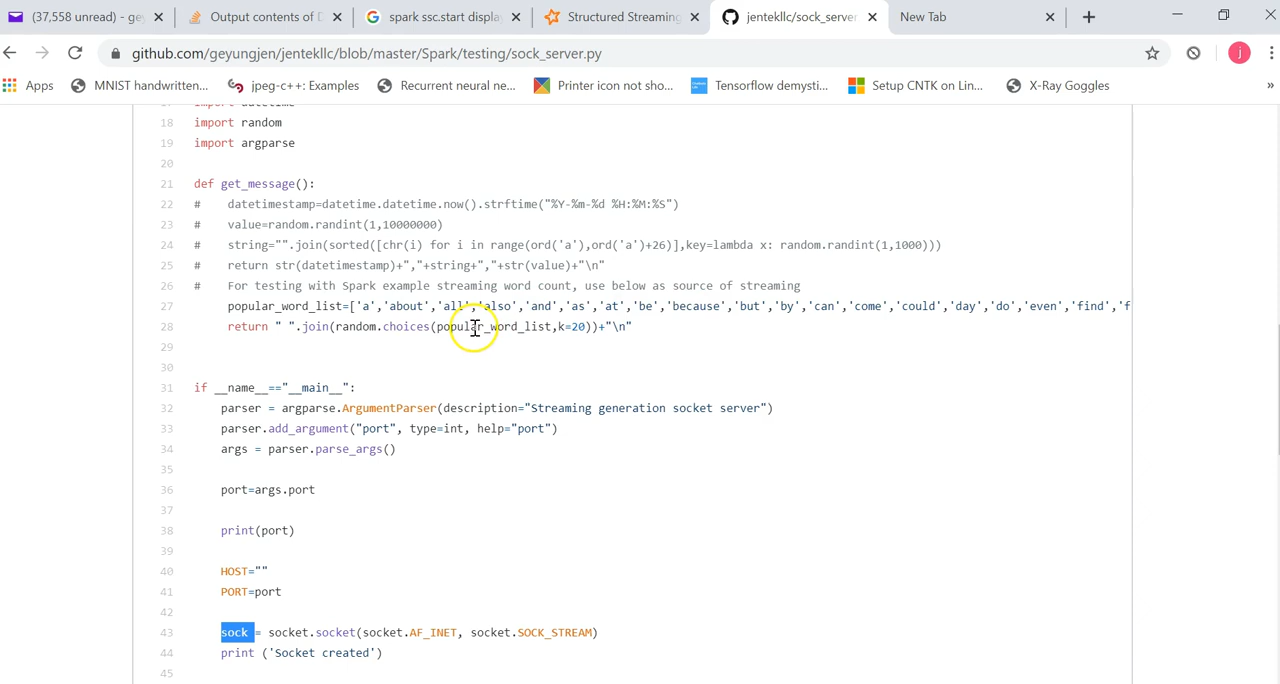 (37,558 unread) - ge
Output contents of D
spark ssc.start displa
Structured Streaming
jentekllc/sock_server
New Tab
github.com/geyungjen/jentekllc/blob/master/Spark/testing/sock_server.py
j
Apps
MNIST handwritten...
jpeg-c++: Examples
Recurrent neural ne...
Printer icon not sho...
Tensorflow demysti...
Setup CNTK on Lin...
X-Ray Goggles
»
17 import datetime
18 import random
19 import argparse
20
21 def get_message():
22 # datetimestamp=datetime.datetime.now().strftime("%Y-%m-%d %H:%M:%S")
23 # value=random.randint(1,10000000)
24 # string="".join(sorted([chr(i) for i in range(ord('a'),ord('a')+26)],key=lambda x: random.randint(1,1000)))
25 # return str(datetimestamp)+","+string+","+str(value)+"\n"
26 # For testing with Spark example streaming word count, use below as source of streaming
27 popular_word_list=['a','about','all','also','and','as','at','be','because','but','by','can','come','could','day','do','even','find','f
28 return " ".join(random.choices(popular_word_list,k=20))+"\n"
29
30
31 if __name__=="__main__":
32 parser = argparse.ArgumentParser(description="Streaming generation socket server")
33 parser.add_argument("port", type=int, help="port")
34 args = parser.parse_args()
35
36 port=args.port
37
38 print(port)
39
40 HOST=""
41 PORT=port
42
43 sock = socket.socket(socket.AF_INET, socket.SOCK_STREAM)
44 print ('Socket created')
45